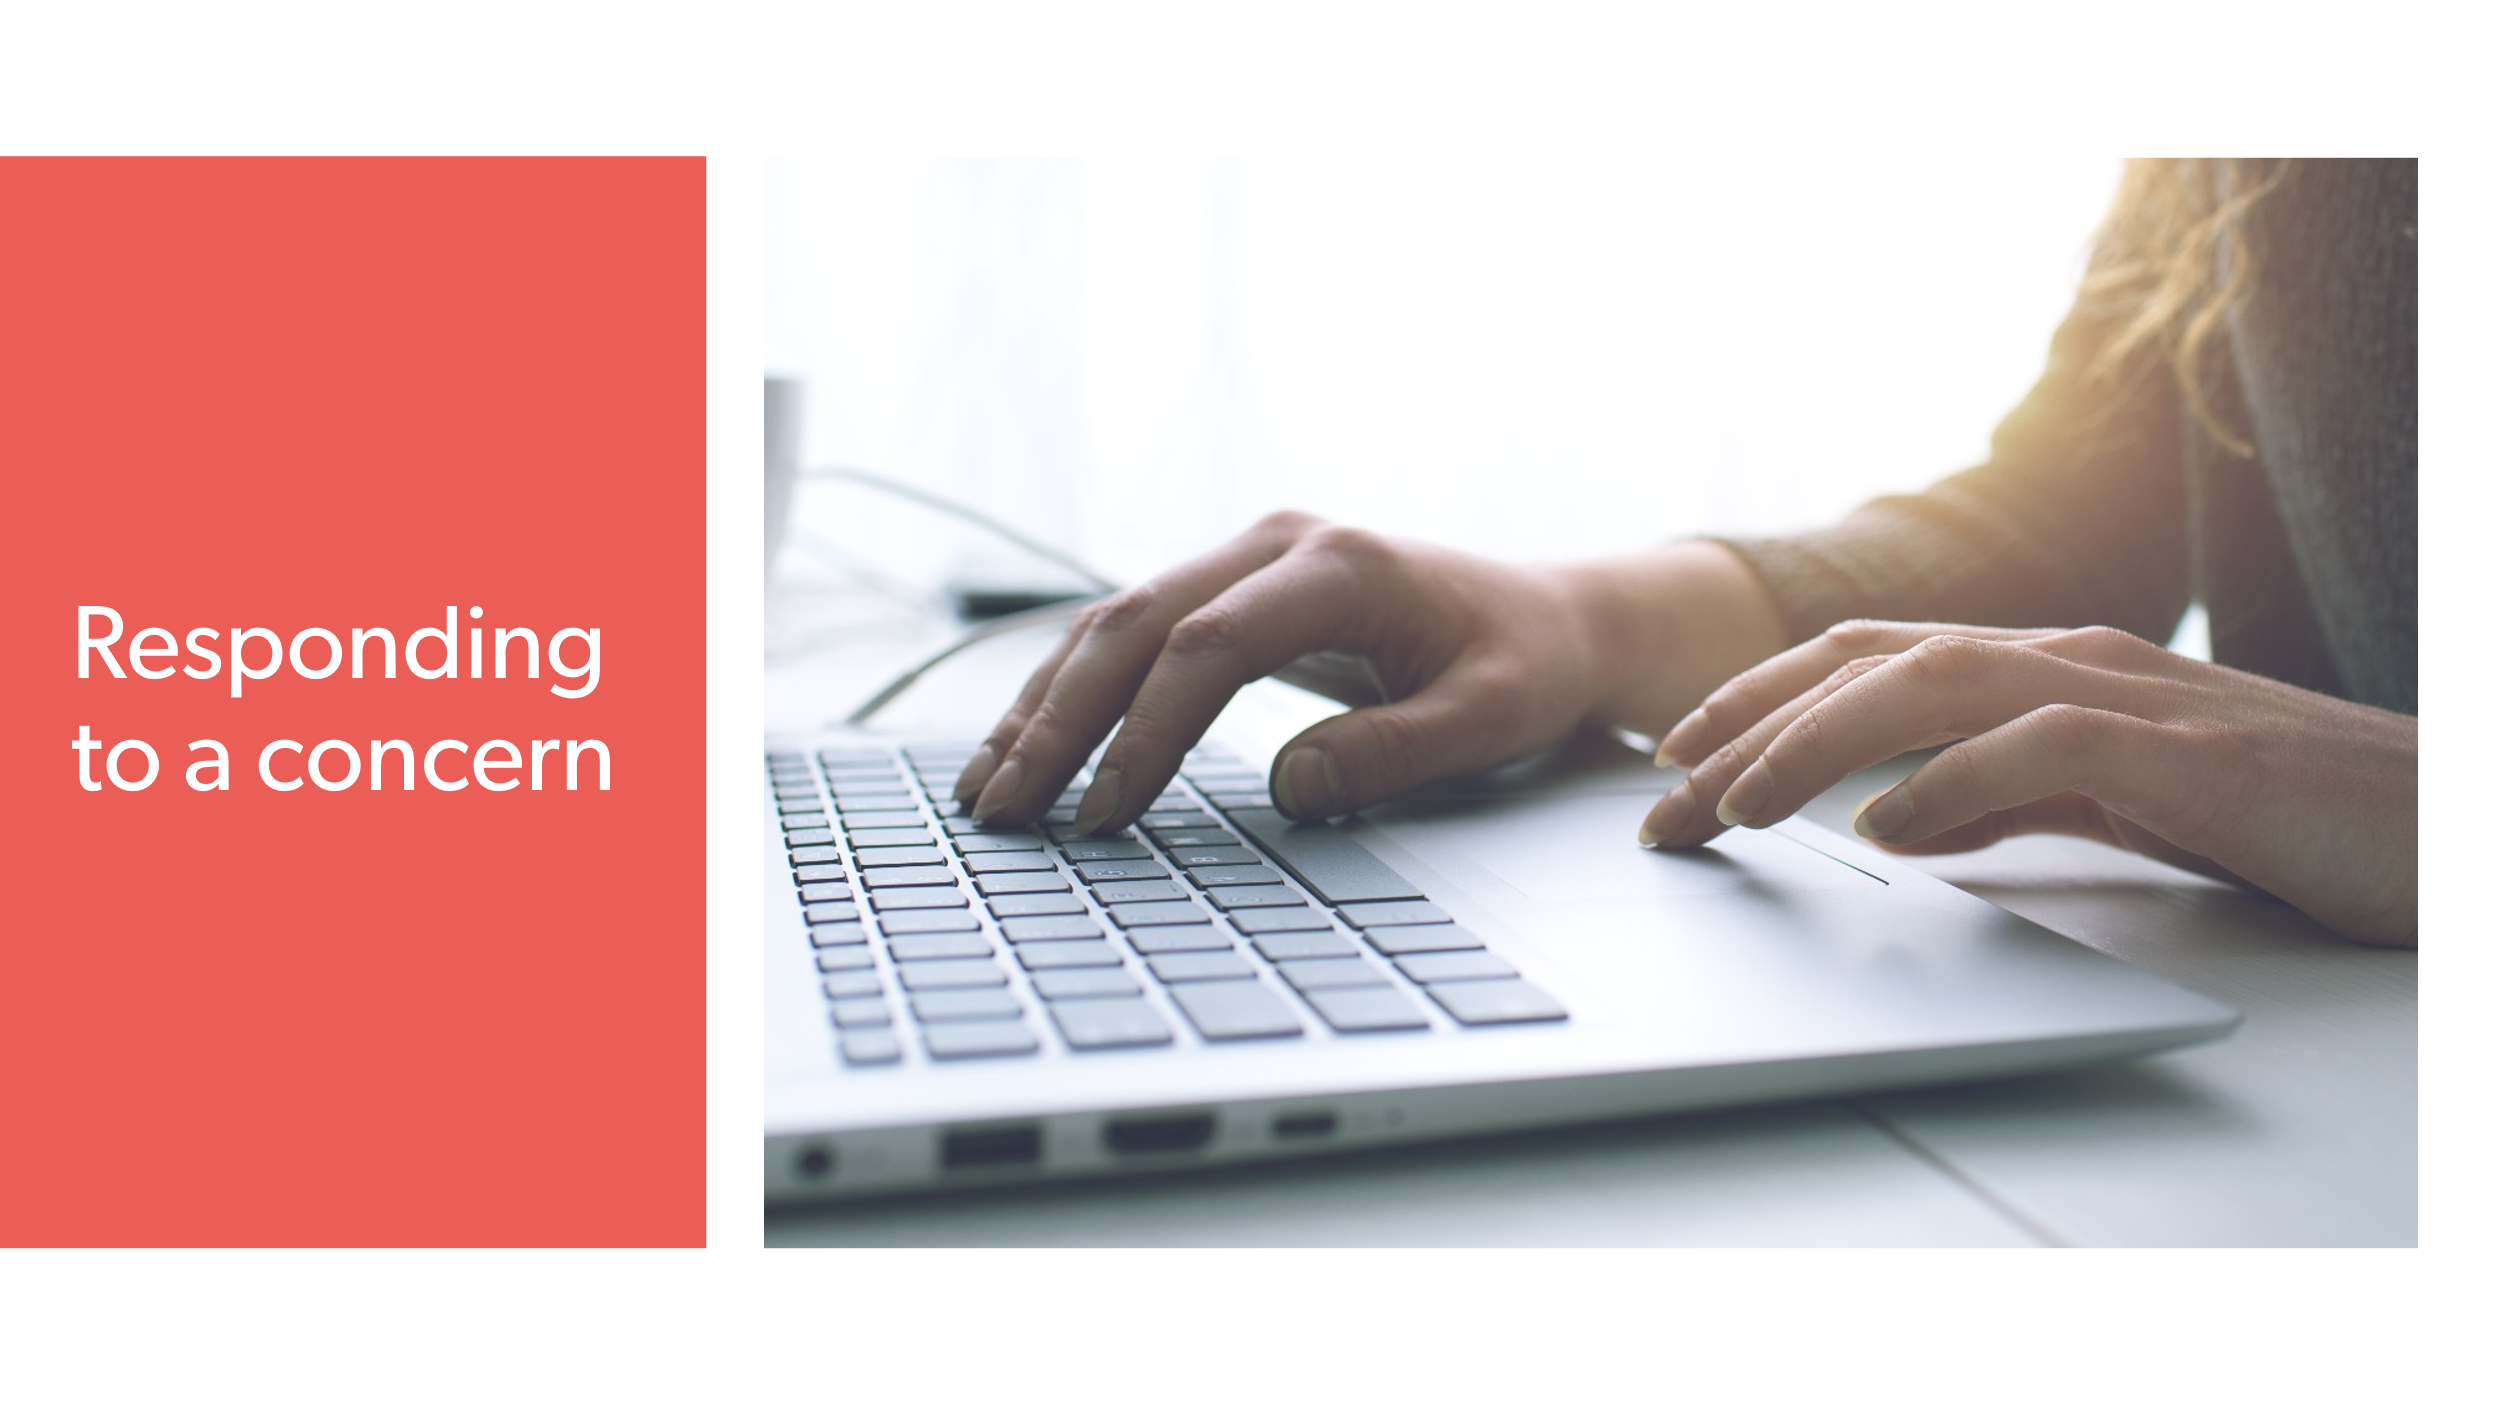 Responding
to a concern